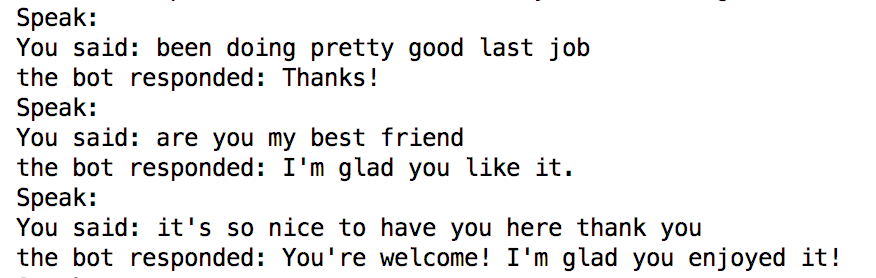 Speak:
You said: been doing pretty good last job
the bot responded: Thanks!
Speak:
You said: are you my best friend
the bot responded: I'm glad you like it.
Speak:
You said: it's so nice to have you here thank you
the bot responded: You're welcome! I'm glad you enjoyed it!